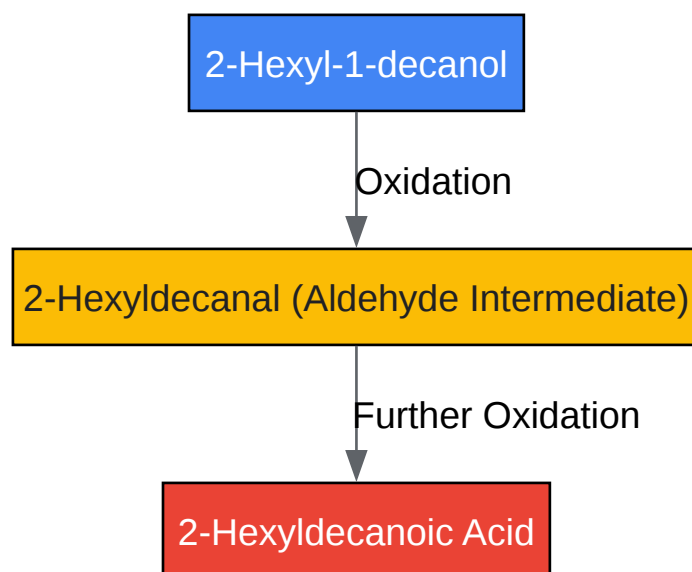 2-Hexyl-1-decanol
Oxidation
2-Hexyldecanal (Aldehyde Intermediate)
Further Oxidation
2-Hexyldecanoic Acid